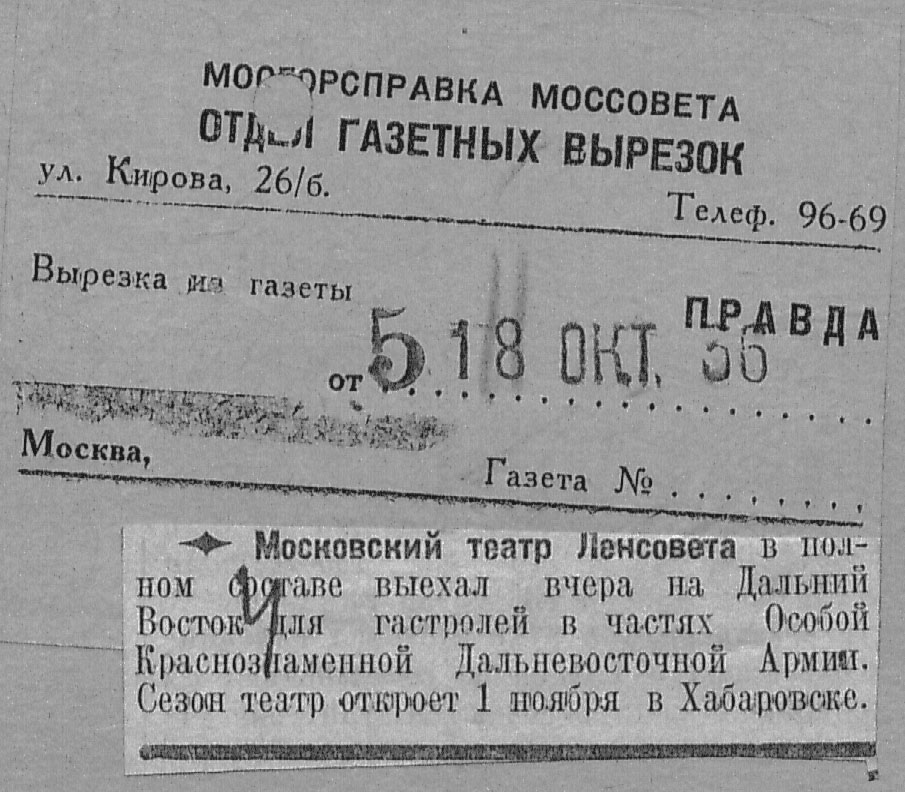 МОСГОРСПРАВКА МОССОВЕТА
ОТДЕЛ ГАЗЕТНЫХ ВЫРЕЗОК
ул. Кирова, 26/б.
Телеф. 96-69
Вырезка из газеты
ПРАВДА
от 5 18 ОКТ. 36
Москва,
Газета №
Московский театр Ленсовета в пол-
ном составе выехал вчера на Дальний
Восток для гастролей в частях Особой
Краснознаменной Дальневосточной Армии.
Сезон театр откроет 1 ноября в Хабаровске.